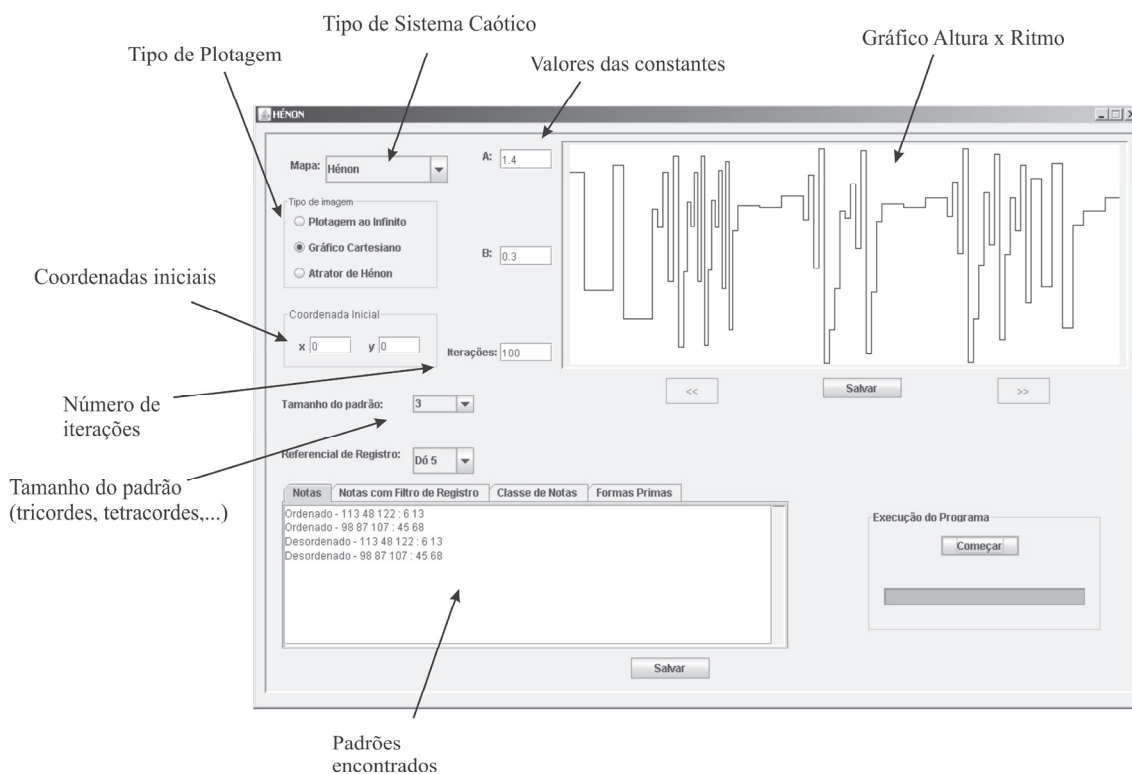 Tipo de Sistema Caótico
Tipo de Plotagem
Valores das constantes
Gráfico Altura x Ritmo
HÉNON
Mapa: Hénon
A: 1.4
Tipo de imagem
Plotagem ao Infinito
Gráfico Cartesiano
Atrator de Hénon
B: 0.3
Coordenadas iniciais
Coordenada Inicial
x 0 y 0
Iterações: 100
<< Salvar >>
Número de
iterações
Tamanho do padrão: 3
Referencial de Registro: Dó 5
Tamanho do padrão
(tricordes, tetracordes,...)
Notas Notas com Filtro de Registro Classe de Notas Formas Primas
Ordenado - 113 48 122 : 6 13
Ordenado - 98 87 107 : 45 68
Desordenado - 113 48 122 : 6 13
Desordenado - 98 87 107 : 45 68
Execução do Programa
Começar
Salvar
Padrões
encontrados